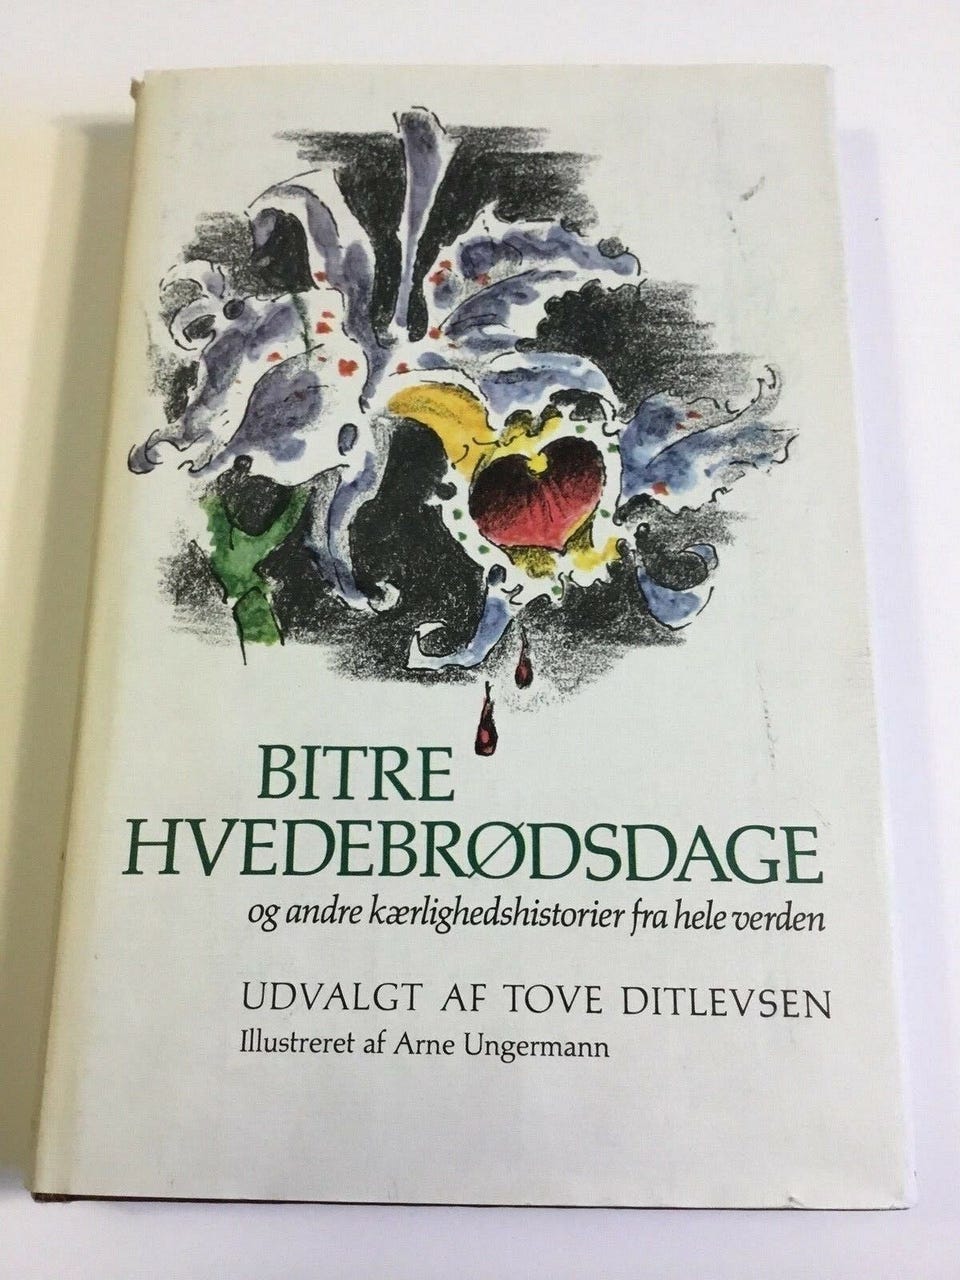 BITRE
HVEDEBRØDSDAGE
og andre kærlighedshistorier fra hele verden
UDVALGT AF TOVE DITLEVSEN
Illustreret af Arne Ungermann